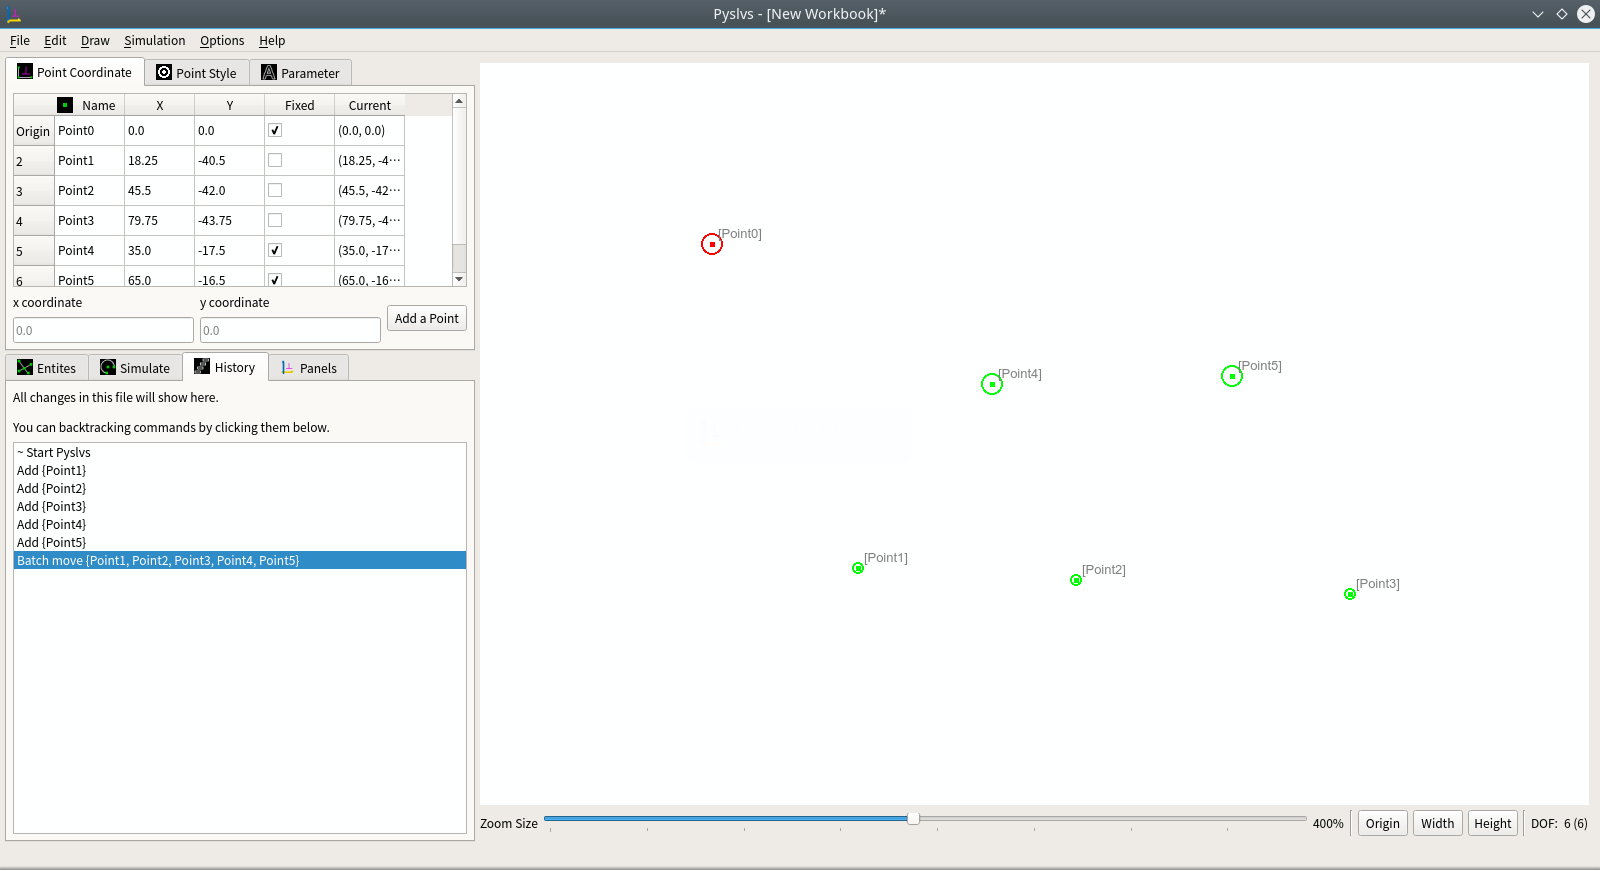 Pyslvs - [New Workbook]*
File Edit Draw Simulation Options Help
Point Coordinate Point Style Parameter
Name X Y Fixed Current
Origin Point0 0.0 0.0 (0.0, 0.0)
2 Point1 18.25 -40.5 (18.25, -4⋯
3 Point2 45.5 -42.0 (45.5, -42⋯
4 Point3 79.75 -43.75 (79.75, -4⋯
5 Point4 35.0 -17.5 (35.0, -17⋯
6 Point5 65.0 -16.5 (65.0, -16⋯
x coordinate y coordinate
0.0 0.0 Add a Point
Entites Simulate History Panels
All changes in this file will show here.
You can backtracking commands by clicking them below.
~ Start Pyslvs
Add {Point1}
Add {Point2}
Add {Point3}
Add {Point4}
Add {Point5}
Batch move {Point1, Point2, Point3, Point4, Point5}
[Point0]
[Point5]
[Point4]
[Point1]
[Point2]
[Point3]
Zoom Size 400% Origin Width Height DOF: 6 (6)